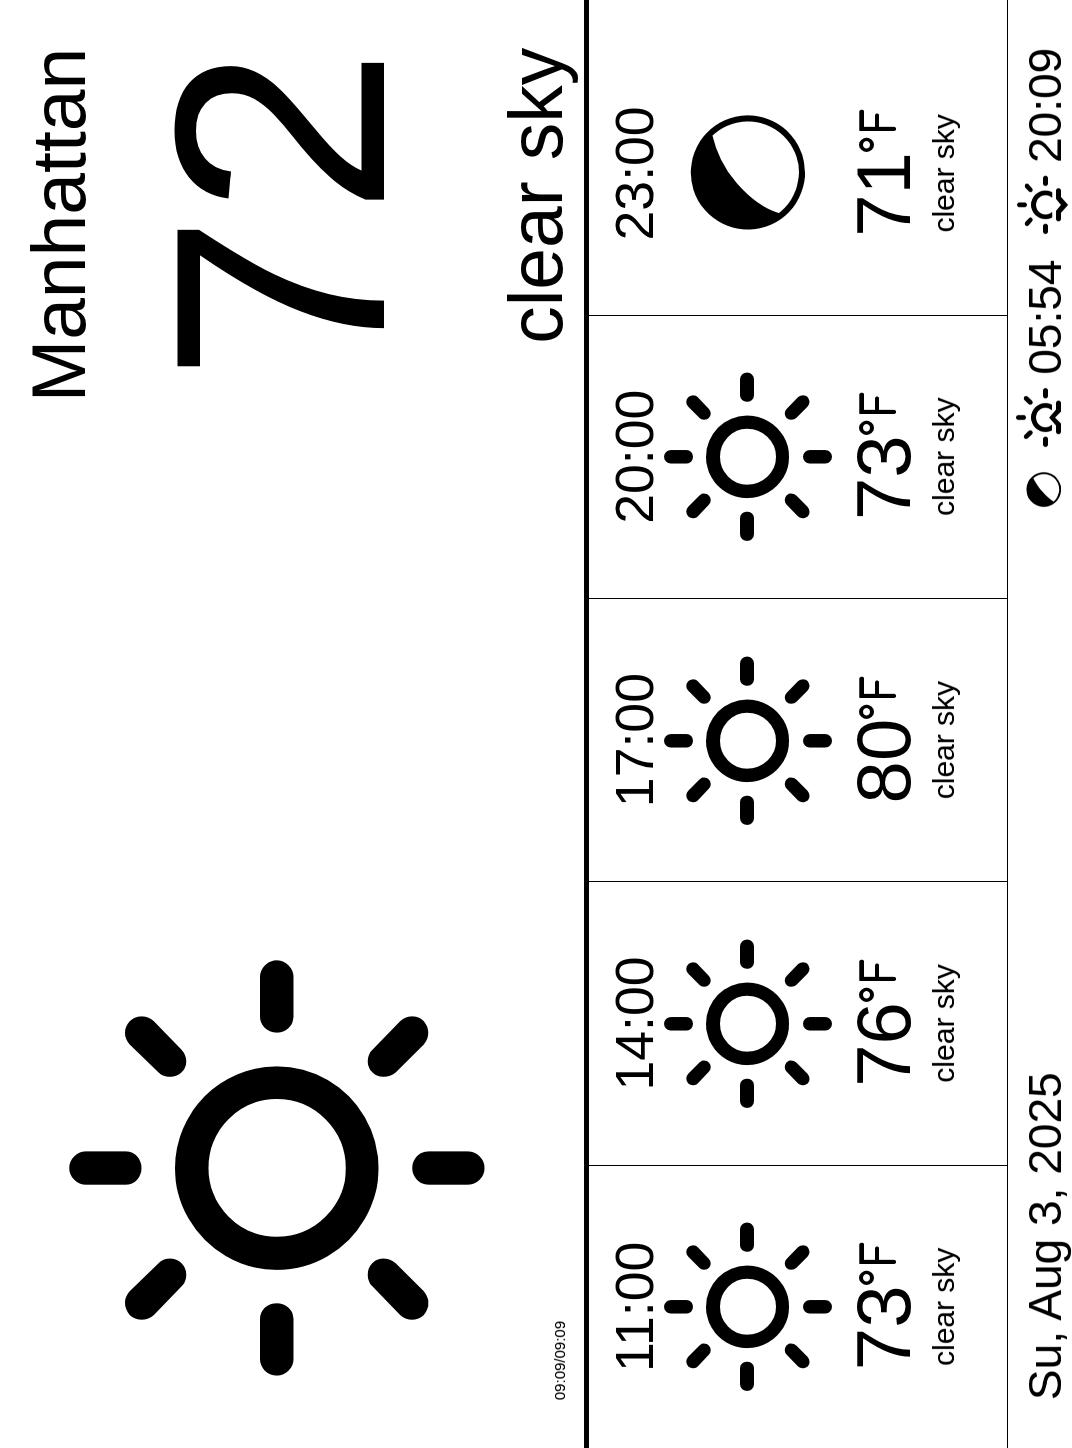 Manhattan
72
clear sky
09:09/09:09
11:00 14:00 17:00 20:00 23:00
73°F 76°F 80°F 73°F 71°F
clear sky clear sky clear sky clear sky clear sky
Su, Aug 3, 2025 05:54 20:09